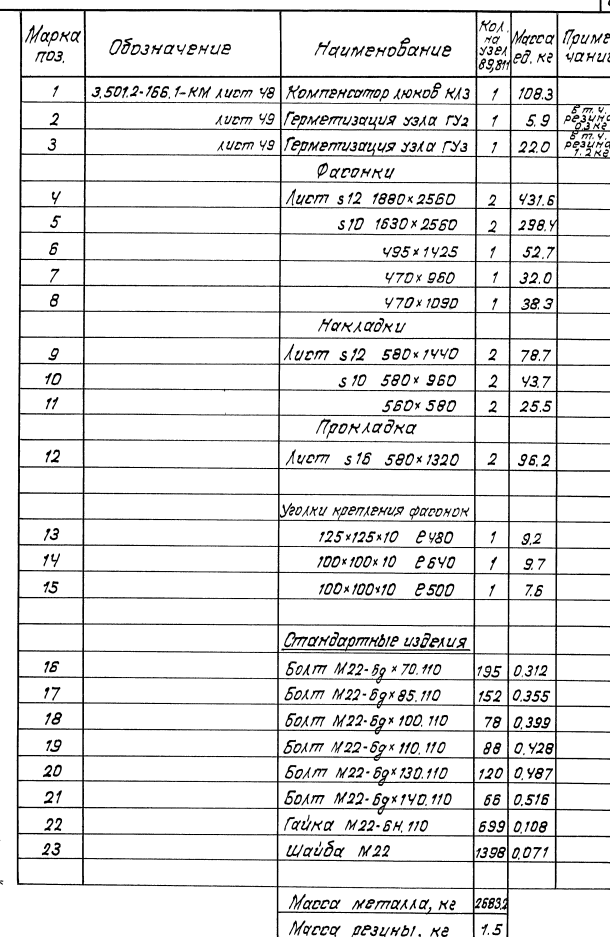 Марка поз. Обозначение Наименование Кол. на узел 89,811 Масса ед. кг Приме чание
1 3.501.2-166.1-КМ лист 48 Компенсатор люков КЛ3 1 108.3
2 лист 49 Герметизация узла ГУ2 1 5.9 В т.ч. резина 0.3 кг
3 лист 49 Герметизация узла ГУ3 1 22.0 В т.ч. резина 1.2 кг
Фасонки
4 Лист s12 1880×2560 2 431.6
5 s10 1630×2560 2 298.4
6 495×1425 1 52.7
7 470×960 1 32.0
8 470×1090 1 38.3
Накладки
9 Лист s12 580×1440 2 78.7
10 s10 580×960 2 43.7
11 560×580 2 25.5
Прокладка
12 Лист s16 580×1320 2 96.2
Уголки крепления фасонок
13 125×125×10 ℓ480 1 9.2
14 100×100×10 ℓ640 1 9.7
15 100×100×10 ℓ500 1 7.6
Стандартные изделия
16 Болт М22-6g×70.110 195 0.312
17 Болт М22-6g×85.110 152 0.355
18 Болт М22-6g×100.110 78 0.399
19 Болт М22-6g×110.110 88 0.428
20 Болт М22-6g×130.110 120 0.487
21 Болт М22-6g×140.110 66 0.516
22 Гайка М22-6Н.110 699 0.108
23 Шайба М22 1398 0.071
Масса металла, кг 2683,2
Масса резины, кг 1.5